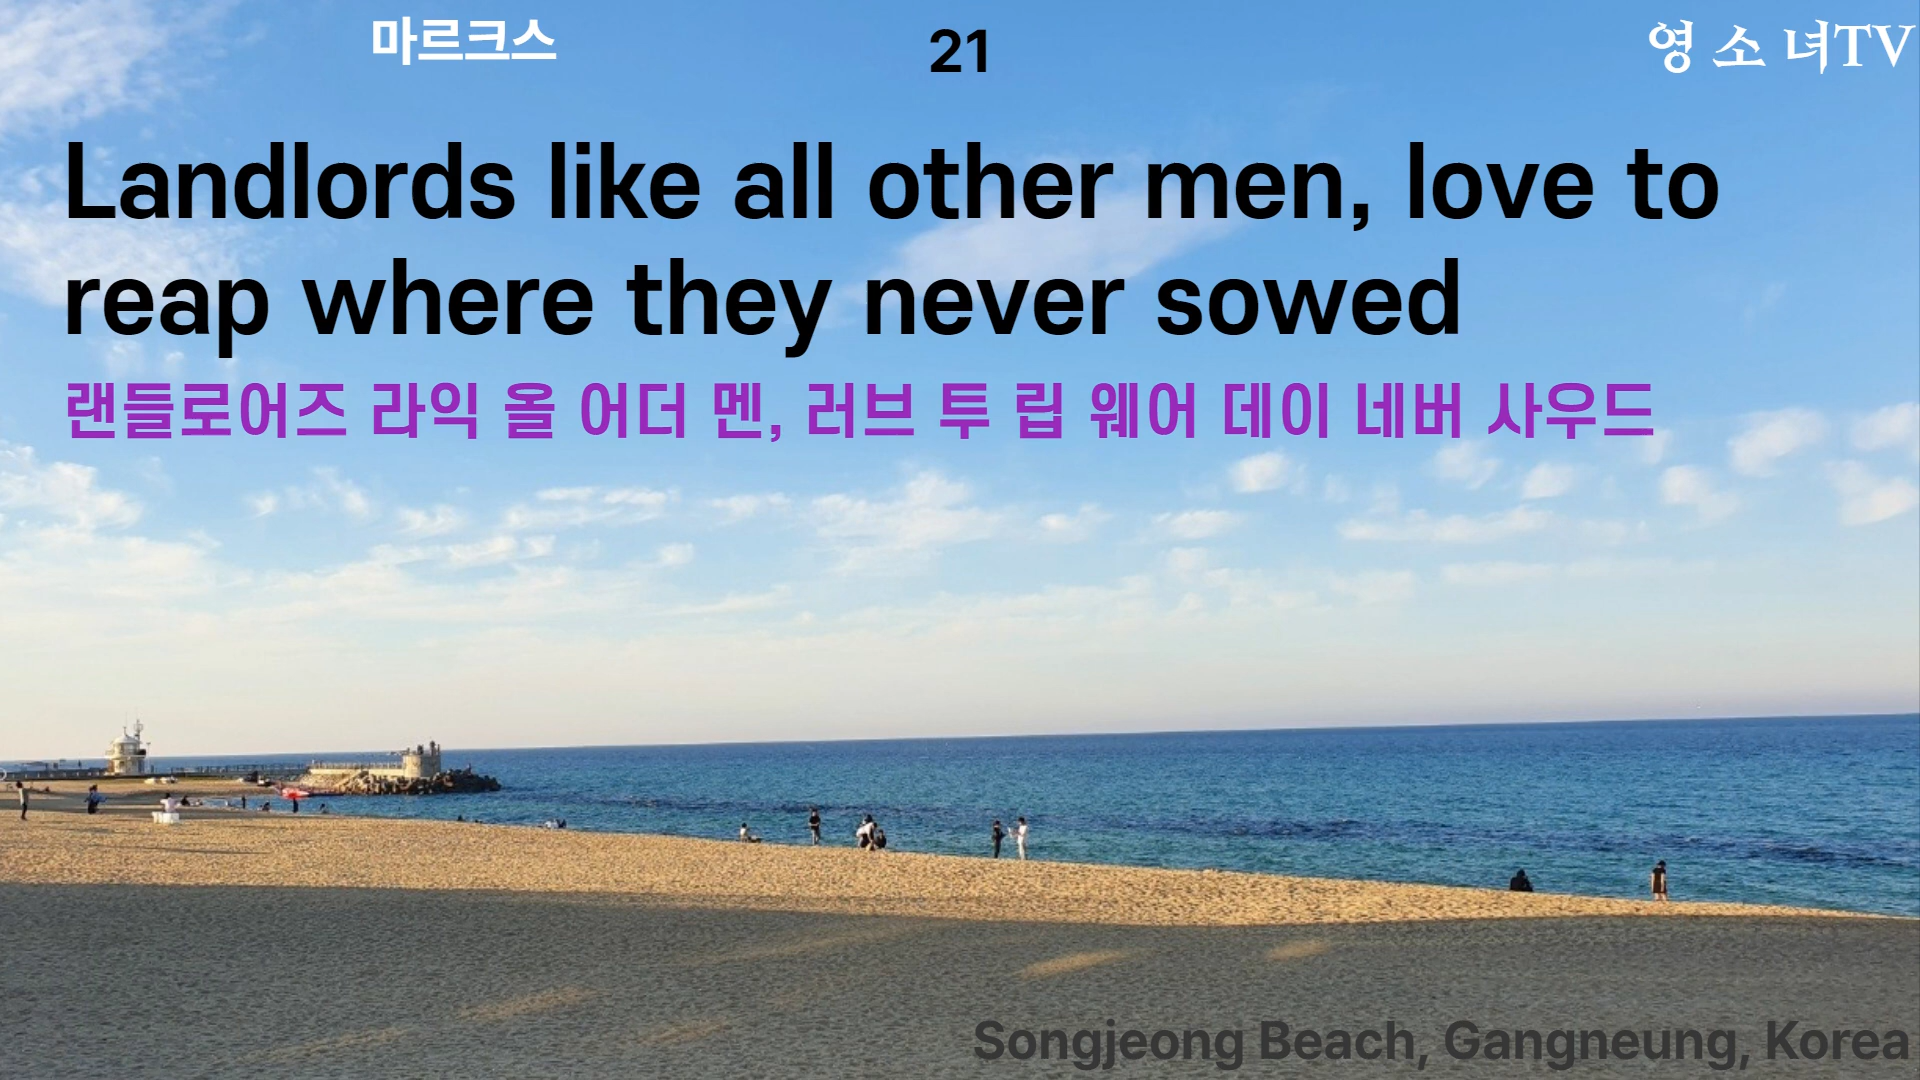 마르크스
21
영 소 녀TV
Landlords like all other men, love to
reap where they never sowed
랜들로어즈 라익 올 어더 멘, 러브 투 립 웨어 데이 네버 사우드
Songjeong Beach, Gangneung, Korea